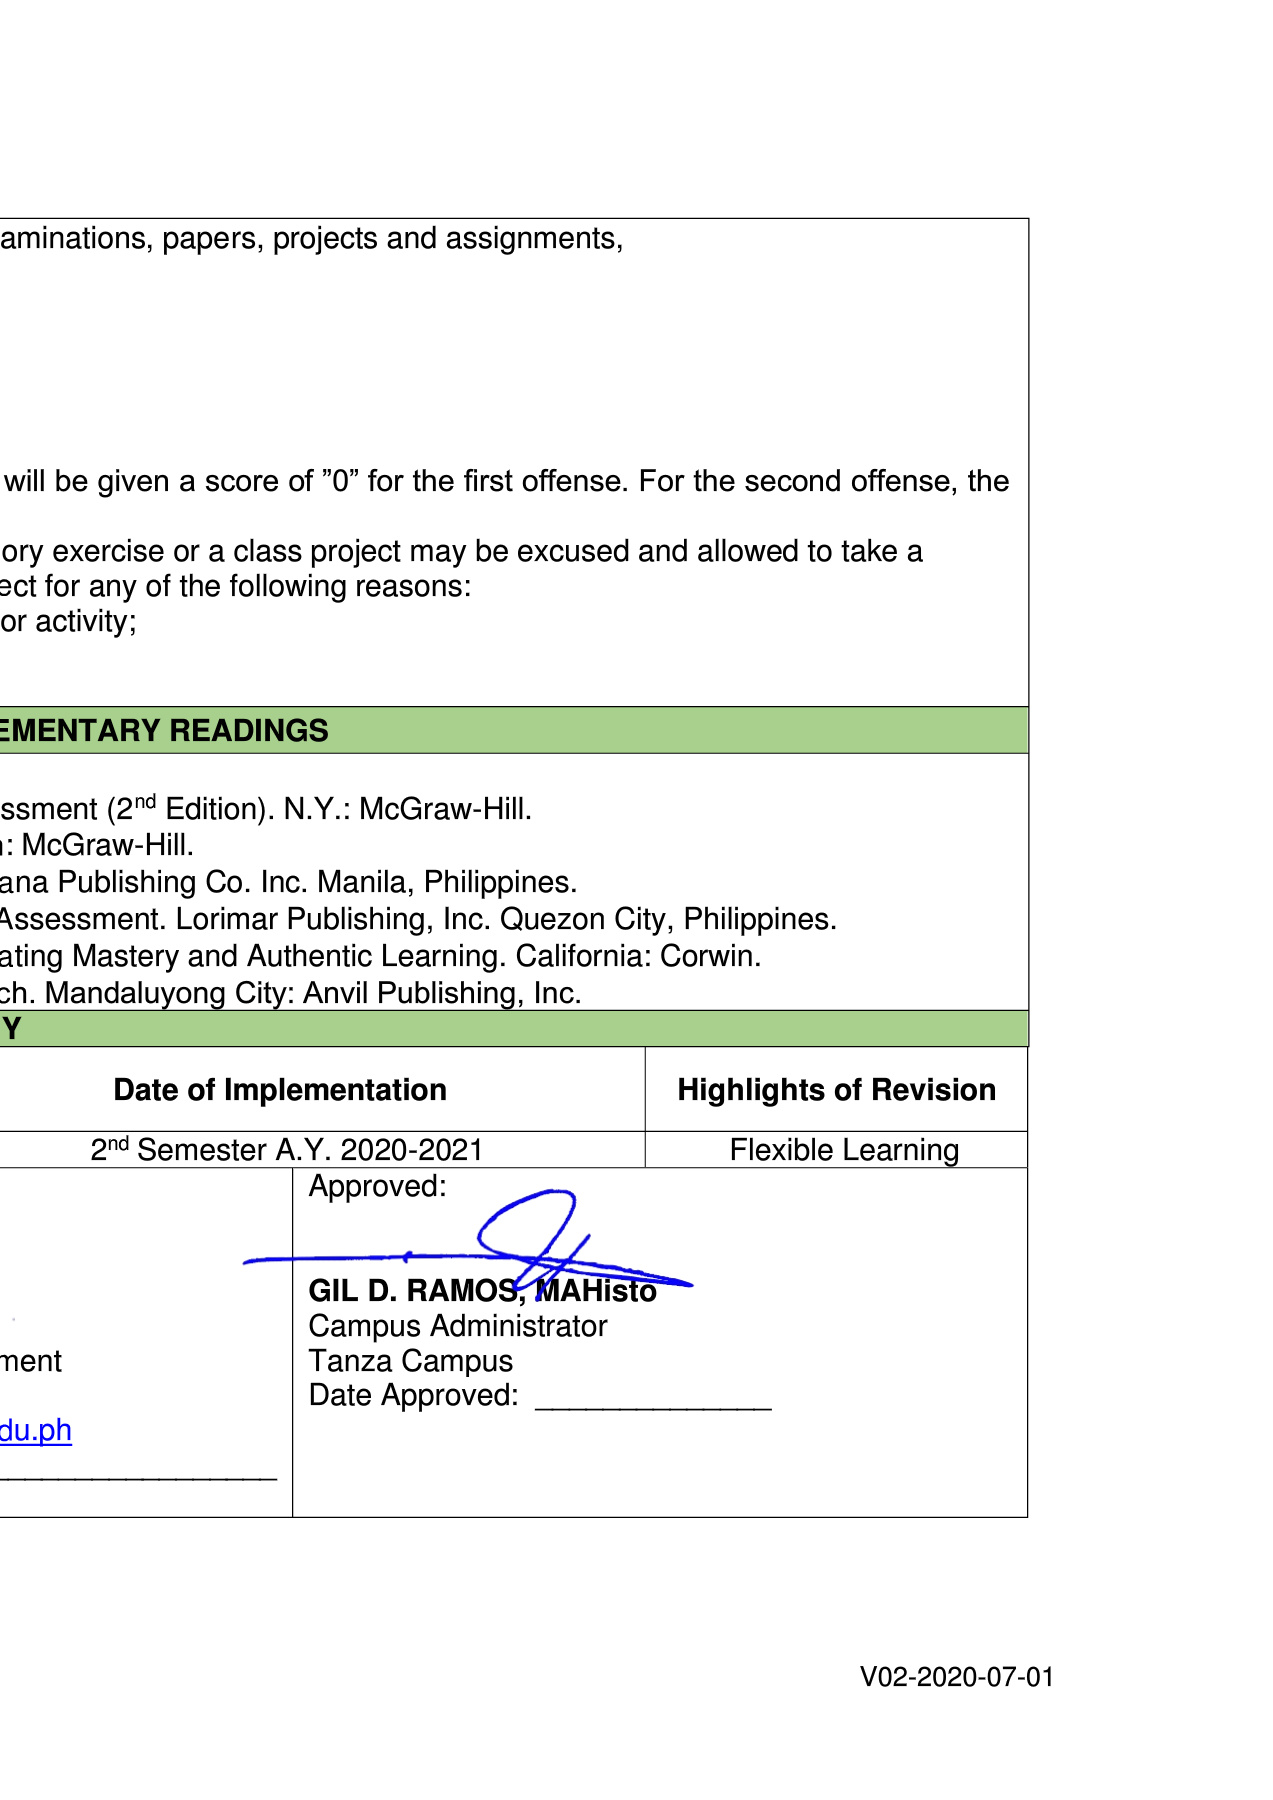 aminations, papers, projects and assignments,
will be given a score of ”0” for the first offense. For the second offense, the
ory exercise or a class project may be excused and allowed to take a
ect for any of the following reasons:
or activity;
EMENTARY READINGS
ssment (2nd Edition). N.Y.: McGraw-Hill.
: McGraw-Hill.
ana Publishing Co. Inc. Manila, Philippines.
Assessment. Lorimar Publishing, Inc. Quezon City, Philippines.
ating Mastery and Authentic Learning. California: Corwin.
ch. Mandaluyong City: Anvil Publishing, Inc.
Y
Date of Implementation
Highlights of Revision
2nd Semester A.Y. 2020-2021
Flexible Learning
ment
du.ph
Approved:
GIL D. RAMOS, MAHisto
Campus Administrator
Tanza Campus
Date Approved: ______________
V02-2020-07-01